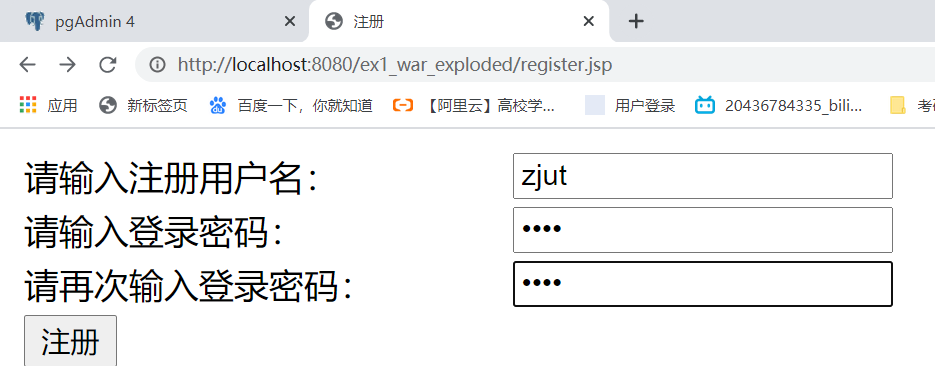 pgAdmin 4
注册
http://localhost:8080/ex1_war_exploded/register.jsp
应用 新标签页 百度一下，你就知道 【阿里云】高校学... 用户登录 20436784335_bili... 考研
请输入注册用户名： zjut
请输入登录密码： ••••
请再次输入登录密码： ••••
注册